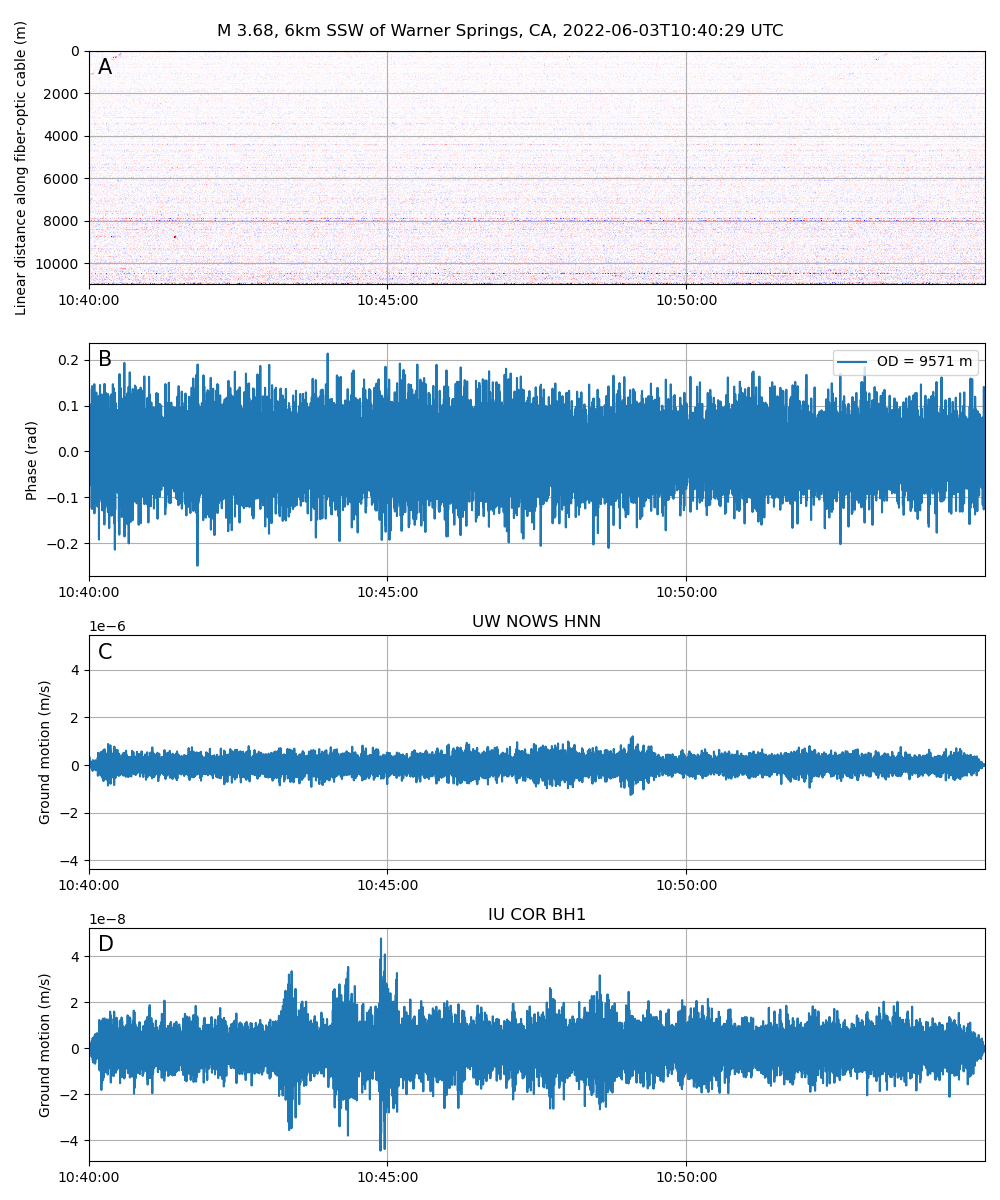 M 3.68, 6km SSW of Warner Springs, CA, 2022-06-03T10:40:29 UTC
Linear distance along fiber-optic cable (m)
A
0
2000
4000
6000
8000
10000
10:40:00 10:45:00 10:50:00
Phase (rad)
B
OD = 9571 m
0.2
0.1
0.0
−0.1
−0.2
10:40:00 10:45:00 10:50:00
UW NOWS HNN
1e−6
Ground motion (m/s)
C
4
2
0
−2
−4
10:40:00 10:45:00 10:50:00
IU COR BH1
1e−8
Ground motion (m/s)
D
4
2
0
−2
−4
10:40:00 10:45:00 10:50:00